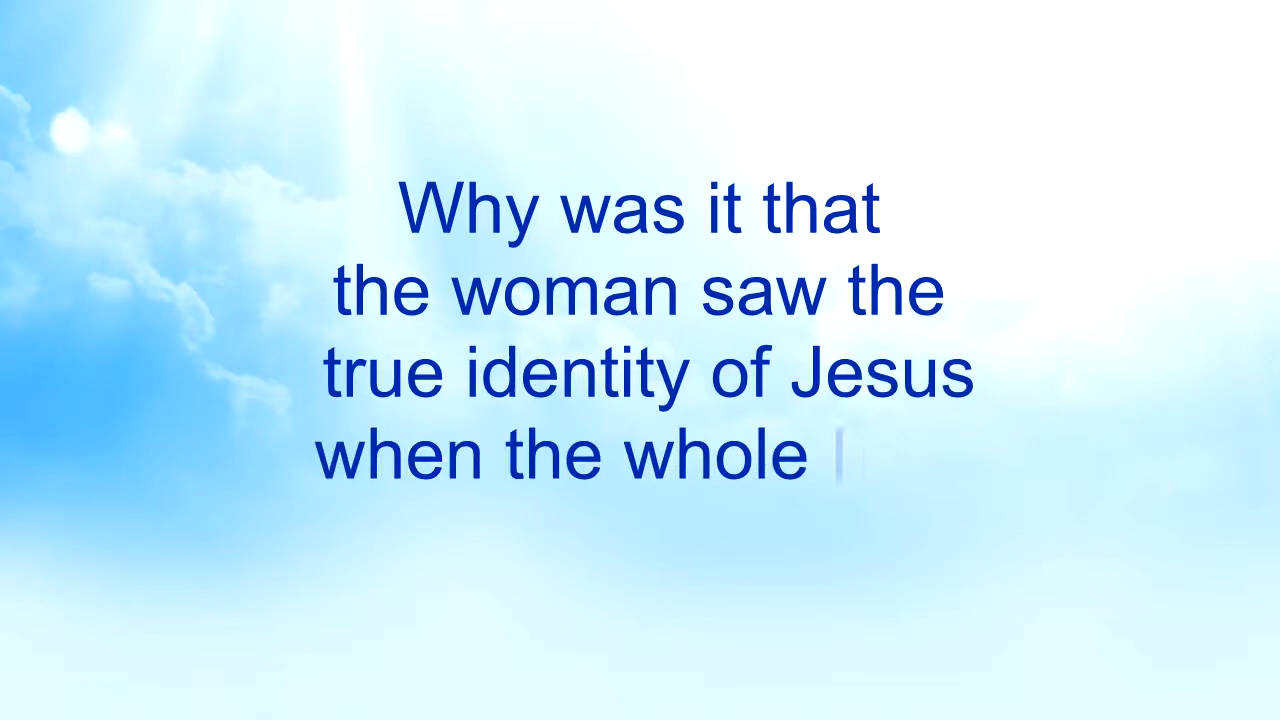 Why was it that
the woman saw the
true identity of Jesus
when the whole